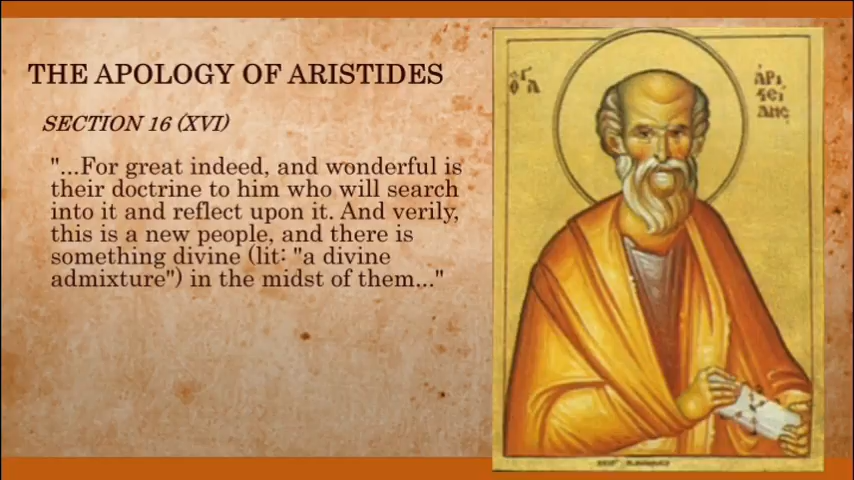 THE APOLOGY OF ARISTIDES
SECTION 16 (XVI)
"...For great indeed, and wonderful is
their doctrine to him who will search
into it and reflect upon it. And verily,
this is a new people, and there is
something divine (lit: "a divine
admixture") in the midst of them..."